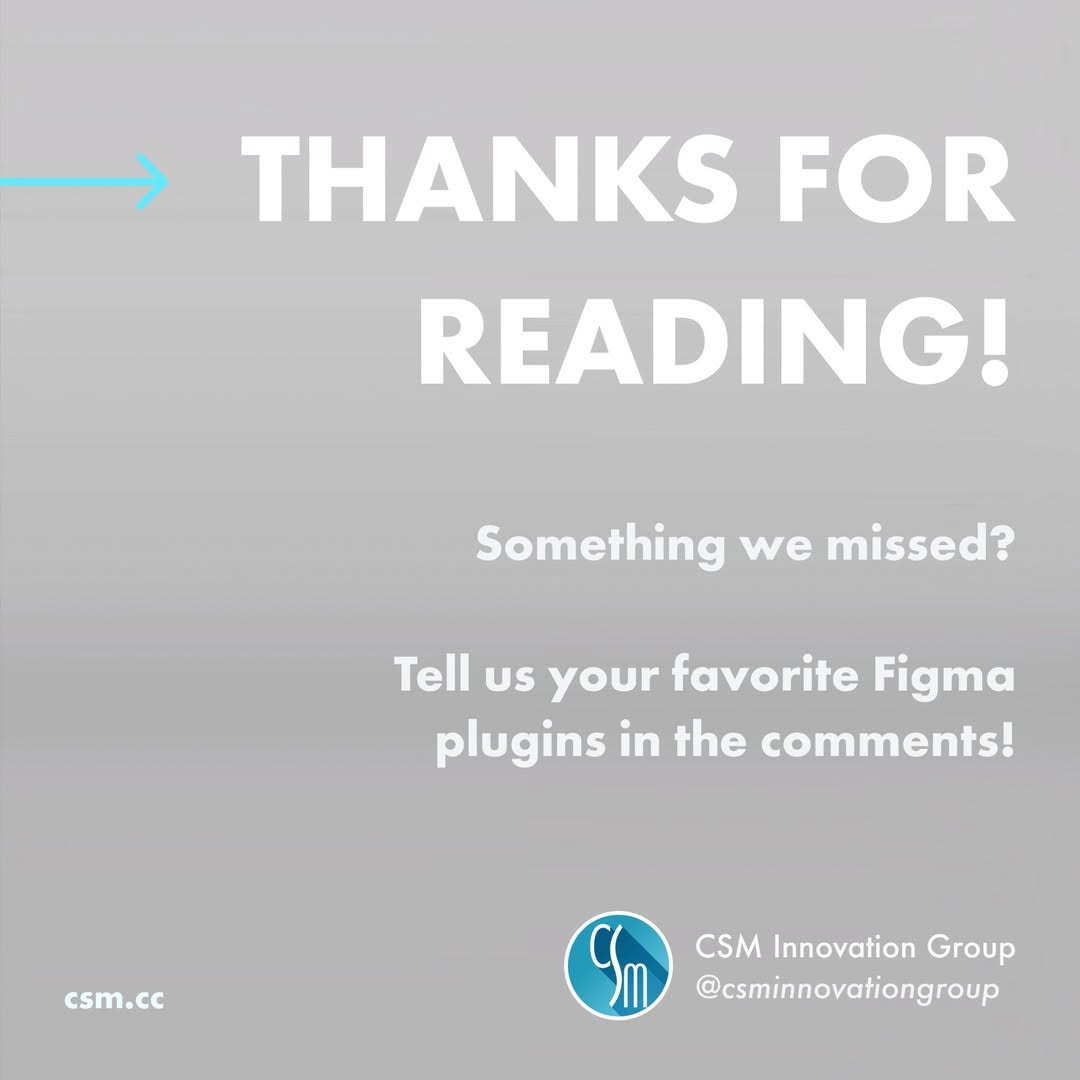 THANKS FOR
READING!
Something we missed?
Tell us your favorite Figma
plugins in the comments!
csm
CSM Innovation Group
@csminnovationgroup
csm.cc